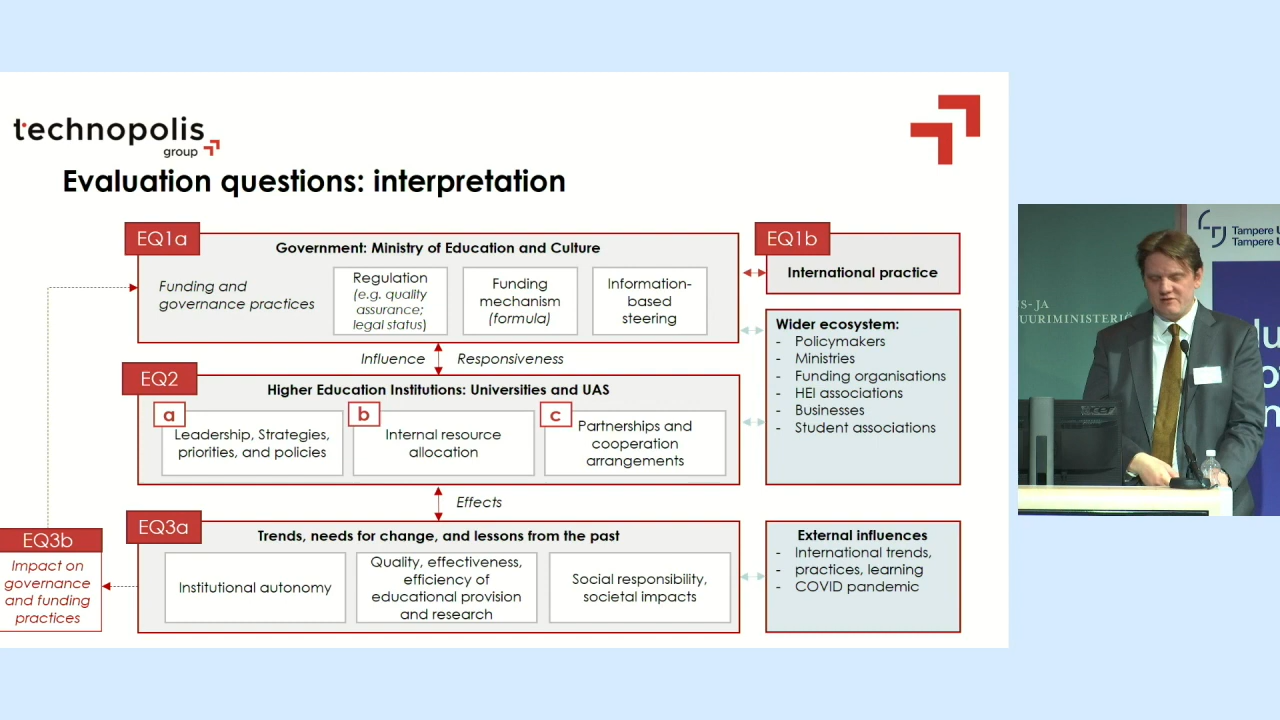 technopolis
group
Evaluation questions: interpretation
EQ1a
Government: Ministry of Education and Culture
Funding and
governance practices
Regulation
(e.g. quality
assurance;
legal status)
Funding
mechanism
(formula)
Information-
based
steering
EQ1b
International practice
Influence
Responsiveness
Wider ecosystem:
- Policymakers
- Ministries
- Funding organisations
- HEI associations
- Businesses
- Student associations
EQ2
Higher Education Institutions: Universities and UAS
a
Leadership, Strategies,
priorities, and policies
b
Internal resource
allocation
c
Partnerships and
cooperation
arrangements
Effects
EQ3a
Trends, needs for change, and lessons from the past
Institutional autonomy
Quality, effectiveness,
efficiency of
educational provision
and research
Social responsibility,
societal impacts
External influences
- International trends,
- practices, learning
- COVID pandemic
EQ3b
Impact on
governance
and funding
practices
Tampere U
Tampere U
US- JA
UURIMINISTERIÖ